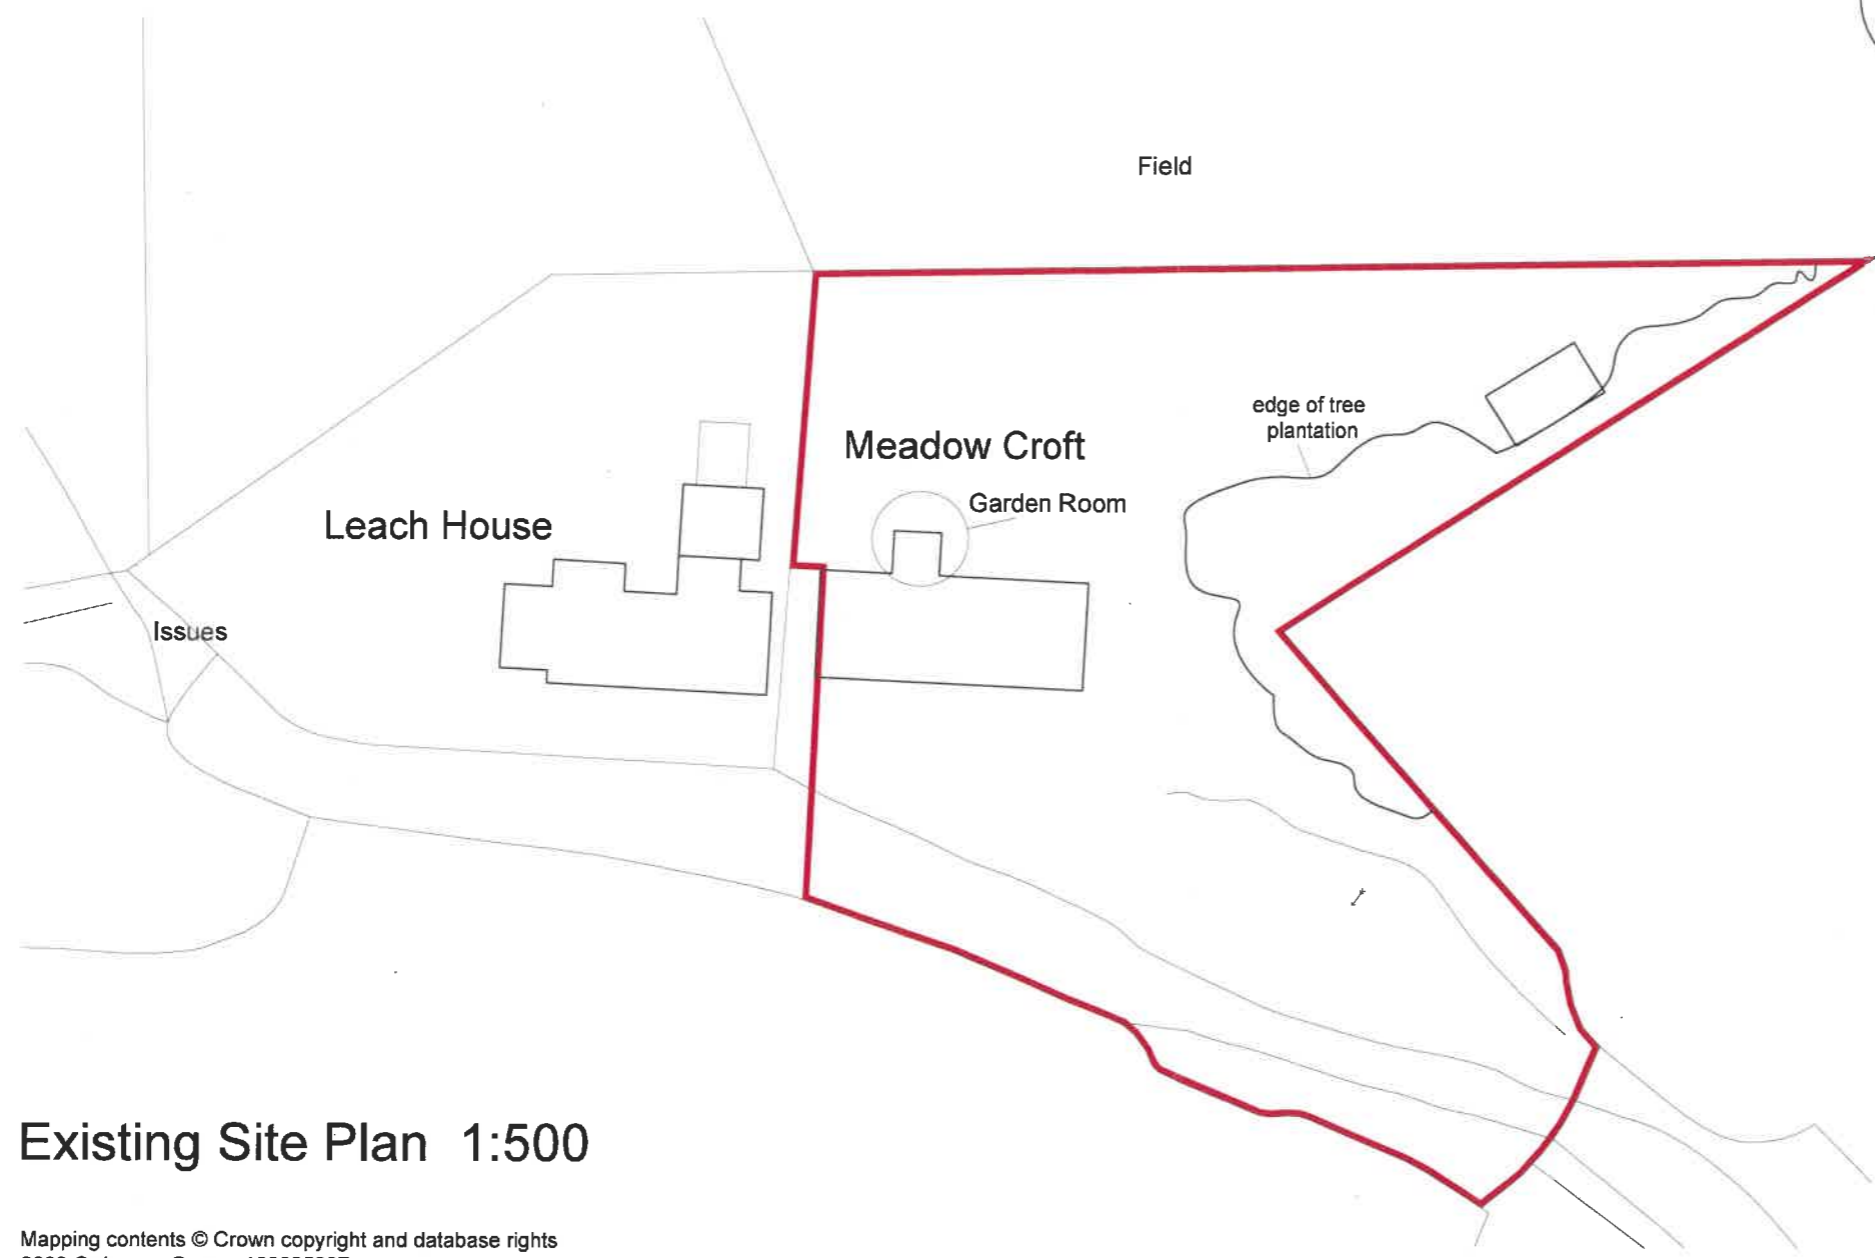 Field
edge of tree
plantation
Meadow Croft
Garden Room
Leach House
Issues
Existing Site Plan 1:500
Mapping contents © Crown copyright and database rights